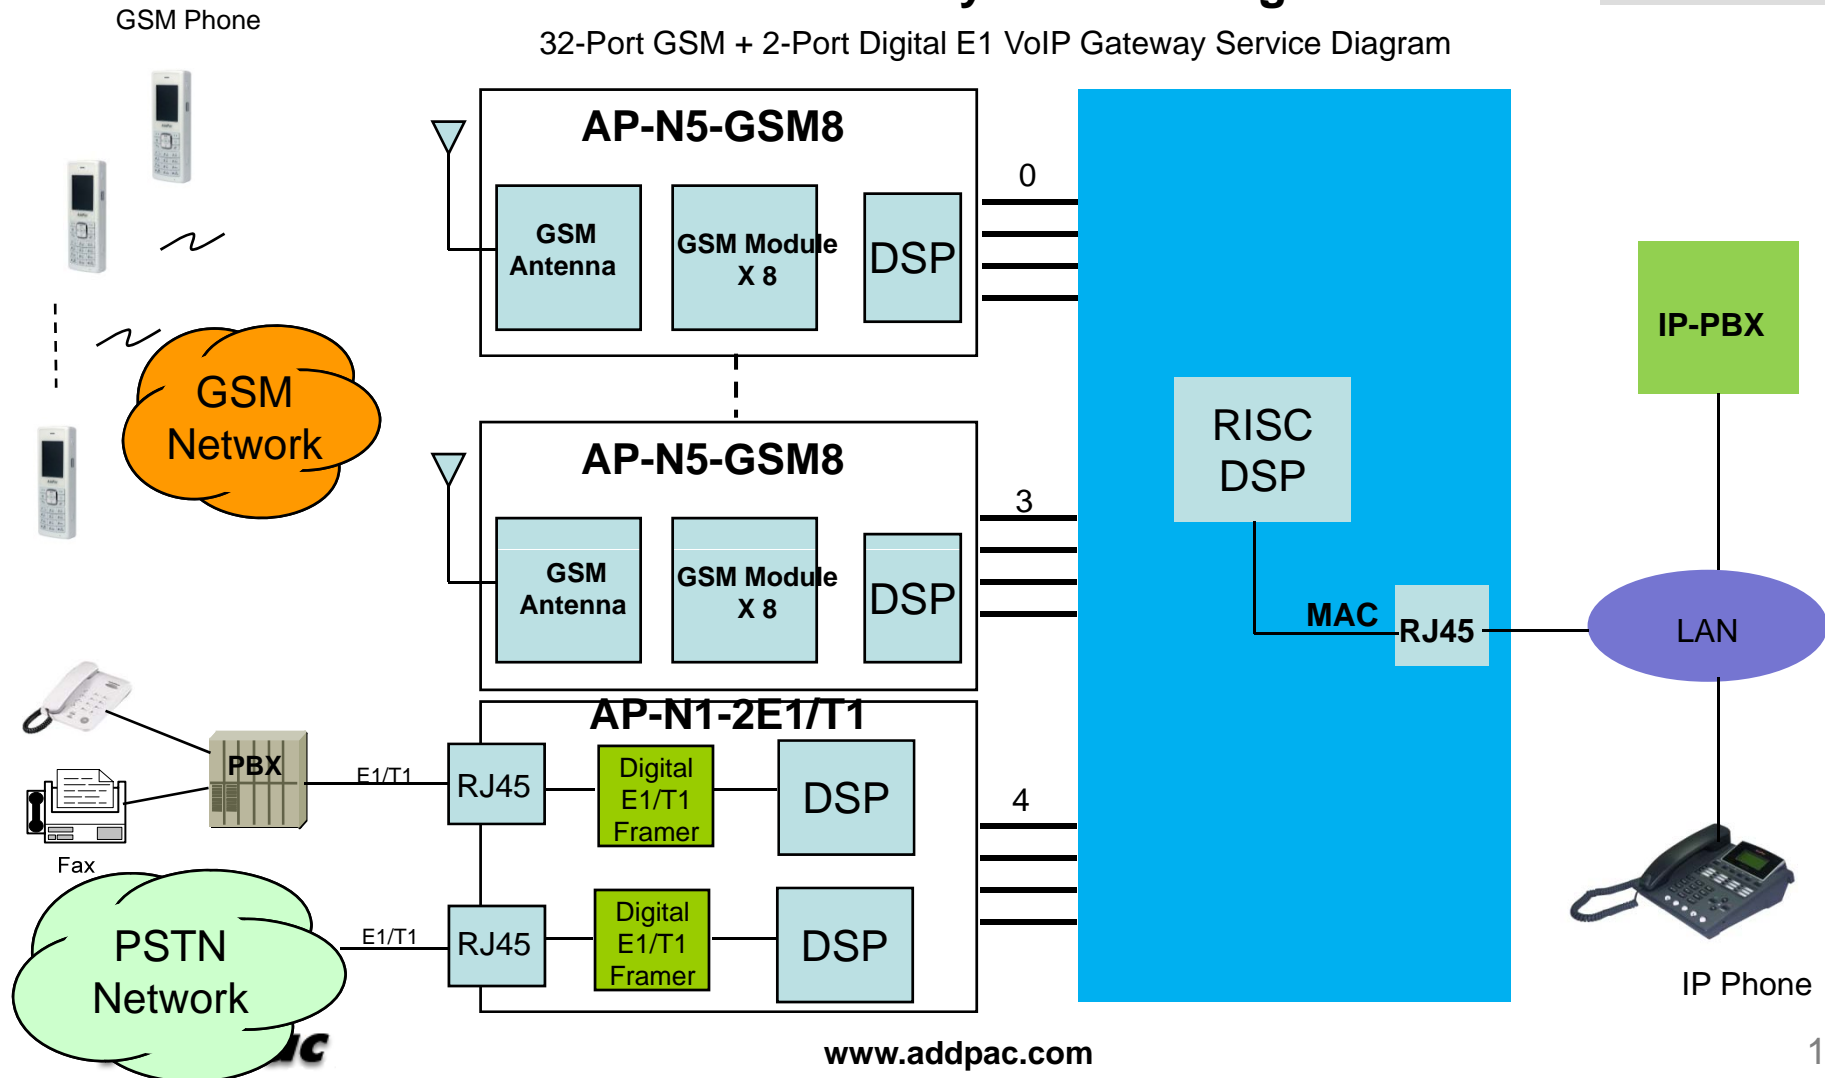 GSM Phone
32-Port GSM + 2-Port Digital E1 VoIP Gateway Service Diagram
AP-N5-GSM8
GSM
Antenna
GSM Module
X 8
DSP
0
GSM
Network
AP-N5-GSM8
GSM
Antenna
GSM Module
X 8
DSP
3
RISC
DSP
MAC
RJ45
IP-PBX
LAN
AP-N1-2E1/T1
PBX
E1/T1
RJ45
Digital
E1/T1
Framer
DSP
4
Fax
PSTN
Network
E1/T1
RJ45
Digital
E1/T1
Framer
DSP
IP Phone
www.addpac.com
1